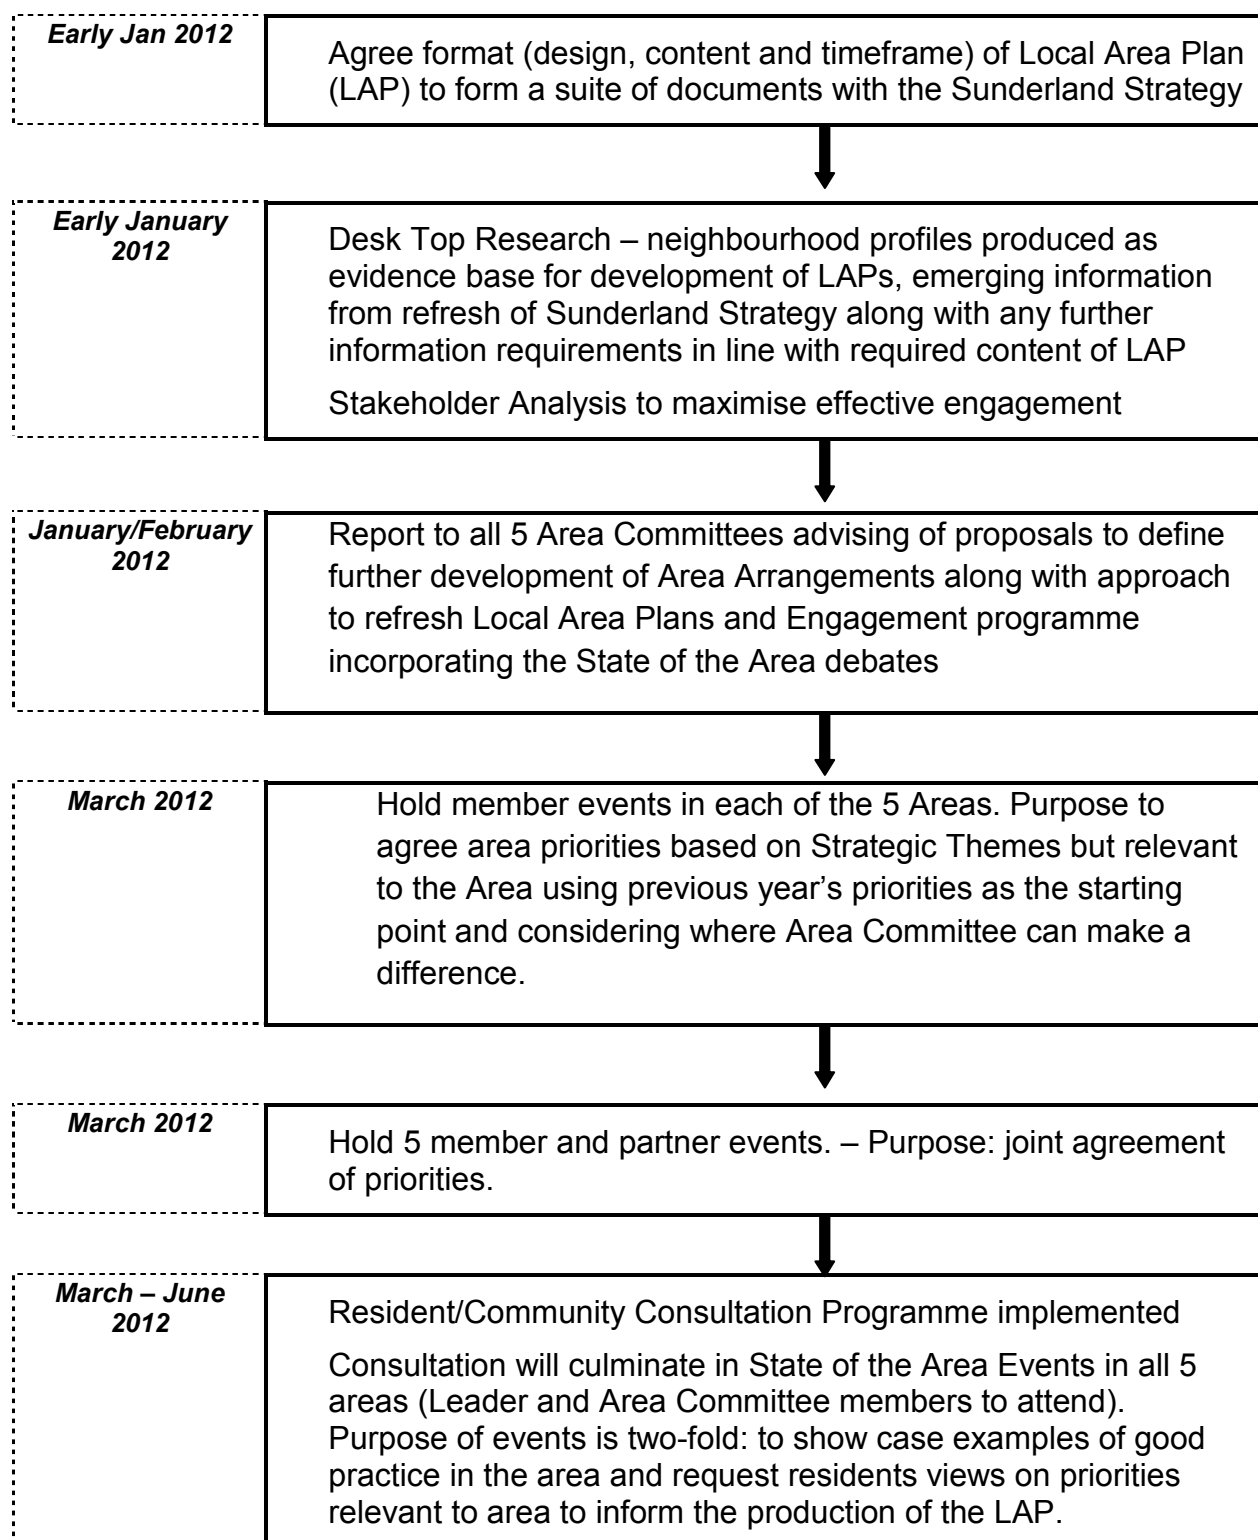 Early Jan 2012
Agree format (design, content and timeframe) of Local Area Plan
(LAP) to form a suite of documents with the Sunderland Strategy
Early January
2012
Desk Top Research – neighbourhood profiles produced as
evidence base for development of LAPs, emerging information
from refresh of Sunderland Strategy along with any further
information requirements in line with required content of LAP
Stakeholder Analysis to maximise effective engagement
January/February
2012
Report to all 5 Area Committees advising of proposals to define
further development of Area Arrangements along with approach
to refresh Local Area Plans and Engagement programme
incorporating the State of the Area debates
March 2012
Hold member events in each of the 5 Areas. Purpose to
agree area priorities based on Strategic Themes but relevant
to the Area using previous year’s priorities as the starting
point and considering where Area Committee can make a
difference.
March 2012
Hold 5 member and partner events. – Purpose: joint agreement
of priorities.
March – June
2012
Resident/Community Consultation Programme implemented
Consultation will culminate in State of the Area Events in all 5
areas (Leader and Area Committee members to attend).
Purpose of events is two-fold: to show case examples of good
practice in the area and request residents views on priorities
relevant to area to inform the production of the LAP.